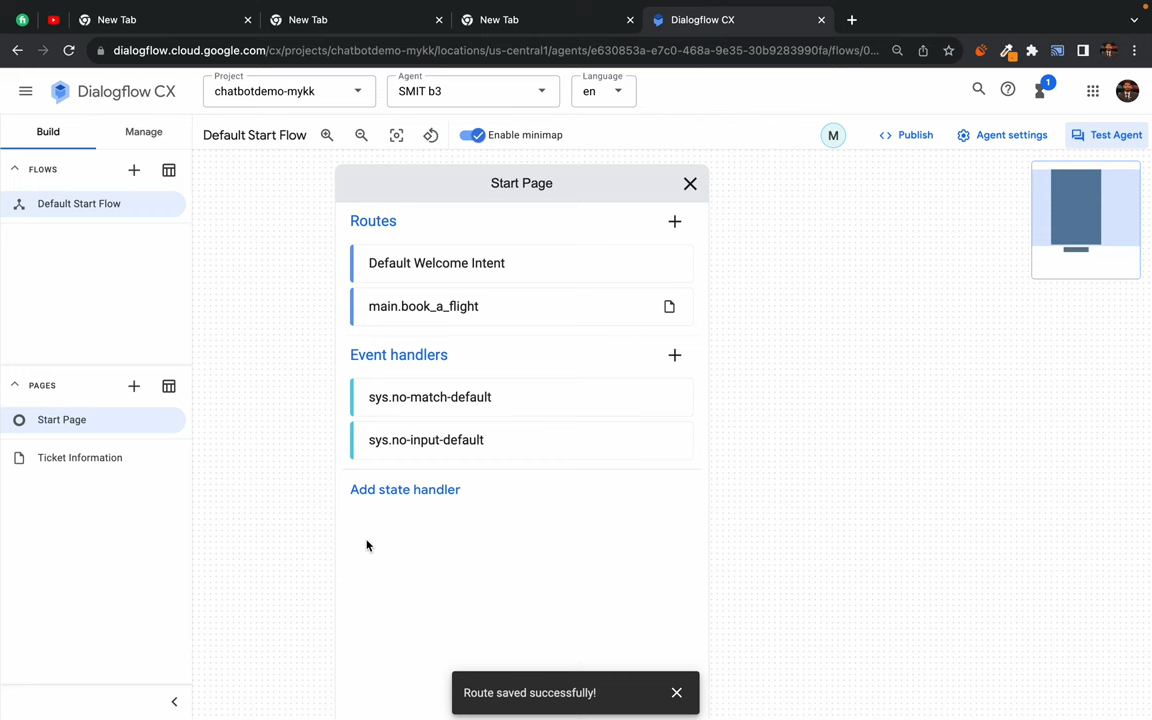 New Tab
New Tab
New Tab
Dialogflow CX
dialogflow.cloud.google.com/cx/projects/chatbotdemo-mykk/locations/us-central1/agents/e630853a-e7c0-468a-9e35-30b9283990fa/flows/0...
Dialogflow CX
Project
chatbotdemo-mykk
Agent
SMIT b3
Language
en
1
Build
Manage
Default Start Flow
Enable minimap
M
Publish
Agent settings
Test Agent
FLOWS
Default Start Flow
PAGES
Start Page
Ticket Information
Start Page
Routes
Default Welcome Intent
main.book_a_flight
Event handlers
sys.no-match-default
sys.no-input-default
Add state handler
Route saved successfully!